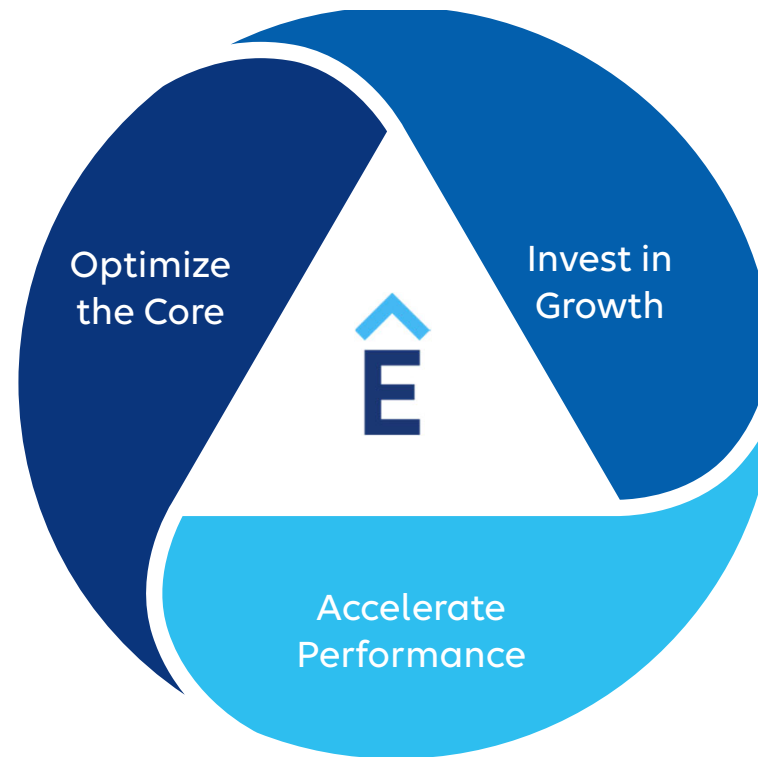 Optimize
the Core
Invest in
Growth
E
Accelerate
Performance